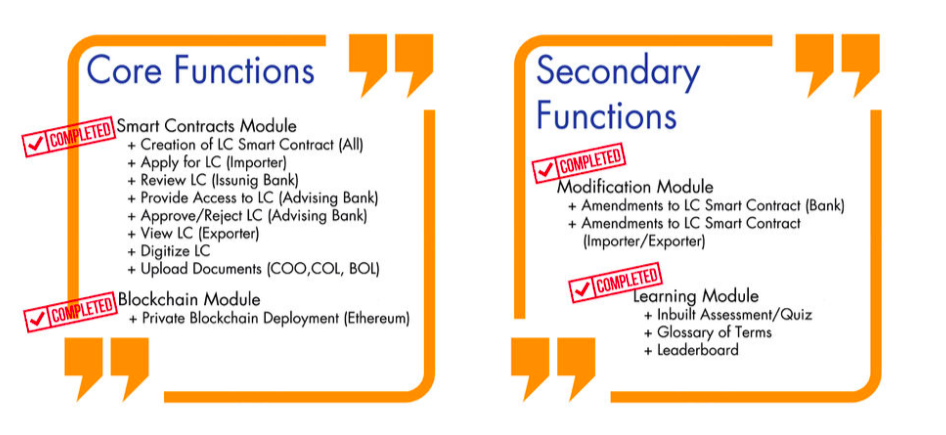 Core Functions
COMPLETED
Smart Contracts Module
+ Creation of LC Smart Contract (All)
+ Apply for LC (Importer)
+ Review LC (Issunig Bank)
+ Provide Access to LC (Advising Bank)
+ Approve/Reject LC (Advising Bank)
+ View LC (Exporter)
+ Digitize LC
+ Upload Documents (COO,COL, BOL)
COMPLETED
Blockchain Module
+ Private Blockchain Deployment (Ethereum)
Secondary
Functions
COMPLETED
Modification Module
+ Amendments to LC Smart Contract (Bank)
+ Amendments to LC Smart Contract
(Importer/Exporter)
COMPLETED
Learning Module
+ Inbuilt Assessment/Quiz
+ Glossary of Terms
+ Leaderboard